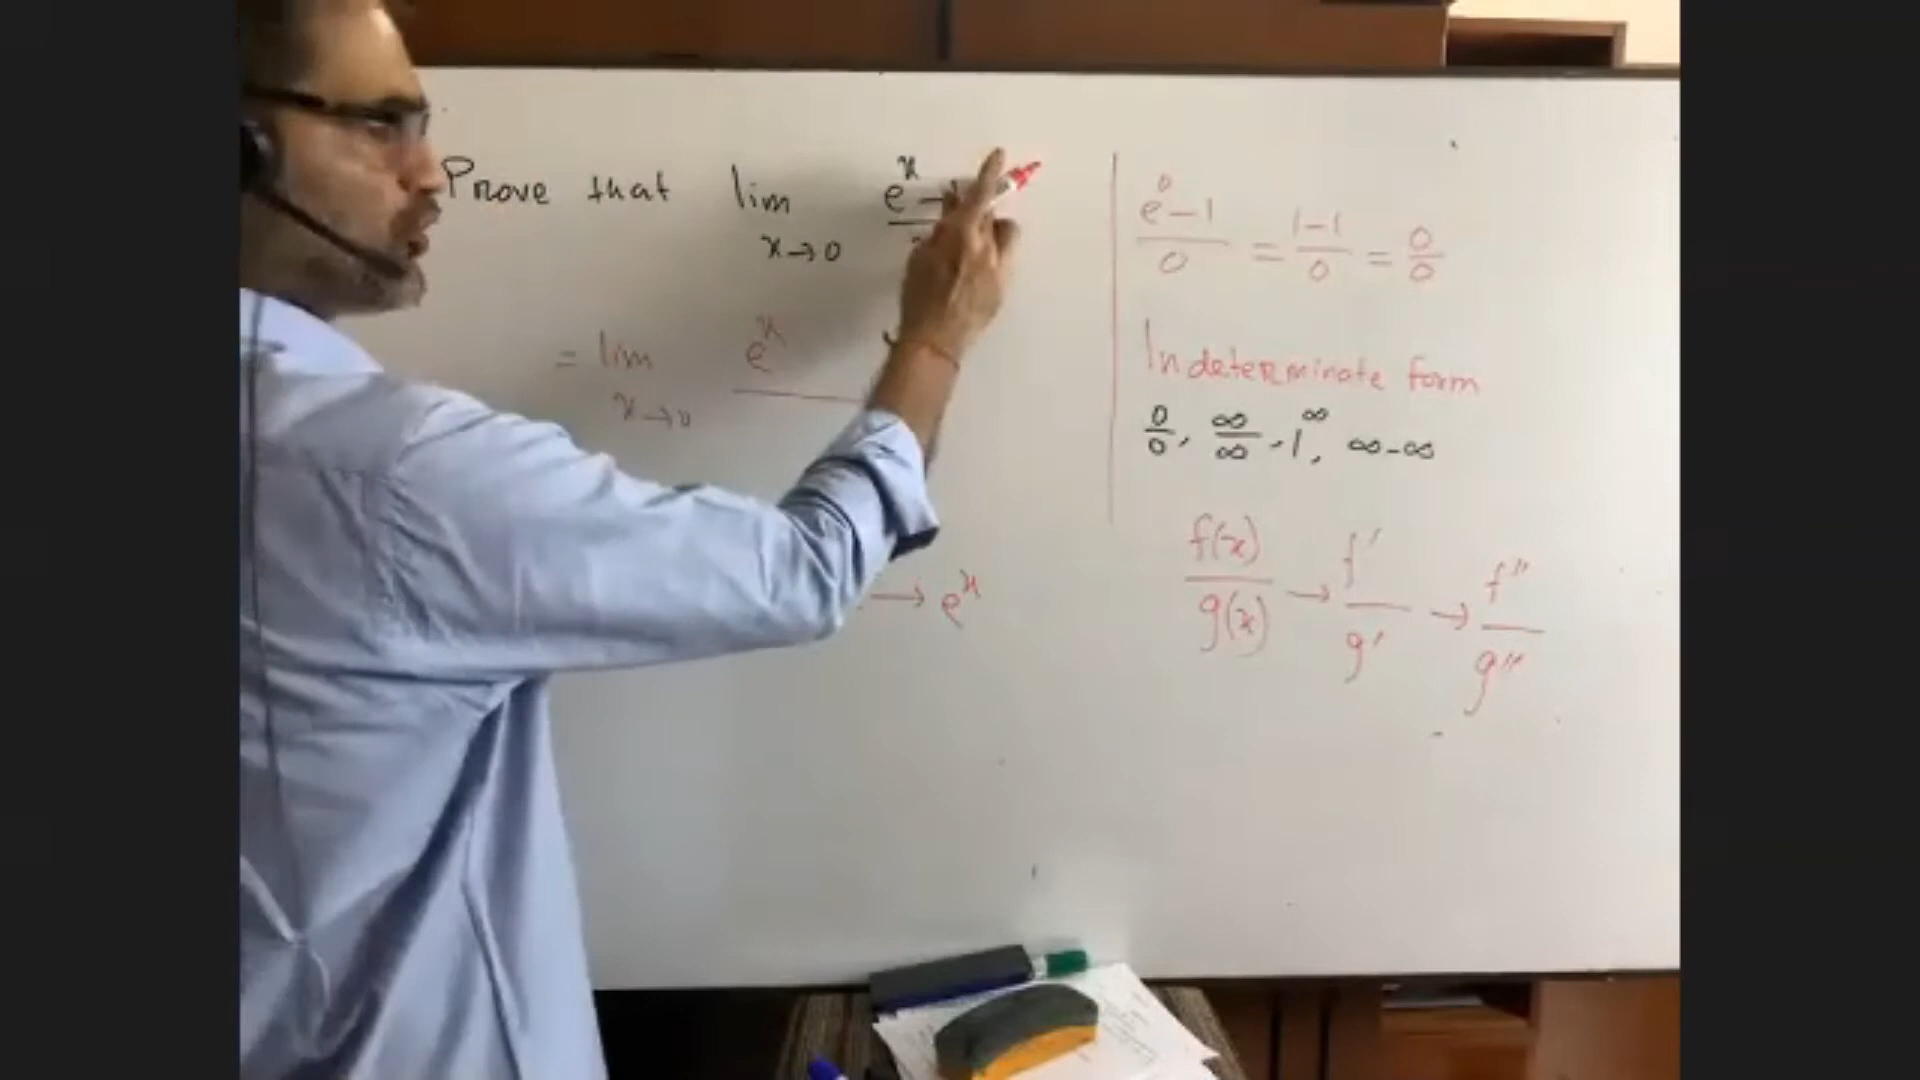 Prove that lim e^x –
x→0
= lim e^x
x→0
→ e^x
e^0 – 1 / 0 = 1–1 / 0 = 0/0
Indeterminate form
0/0, ∞/∞, 1^∞, ∞–∞
f(x)/g(x) → f'/g' → f''/g''